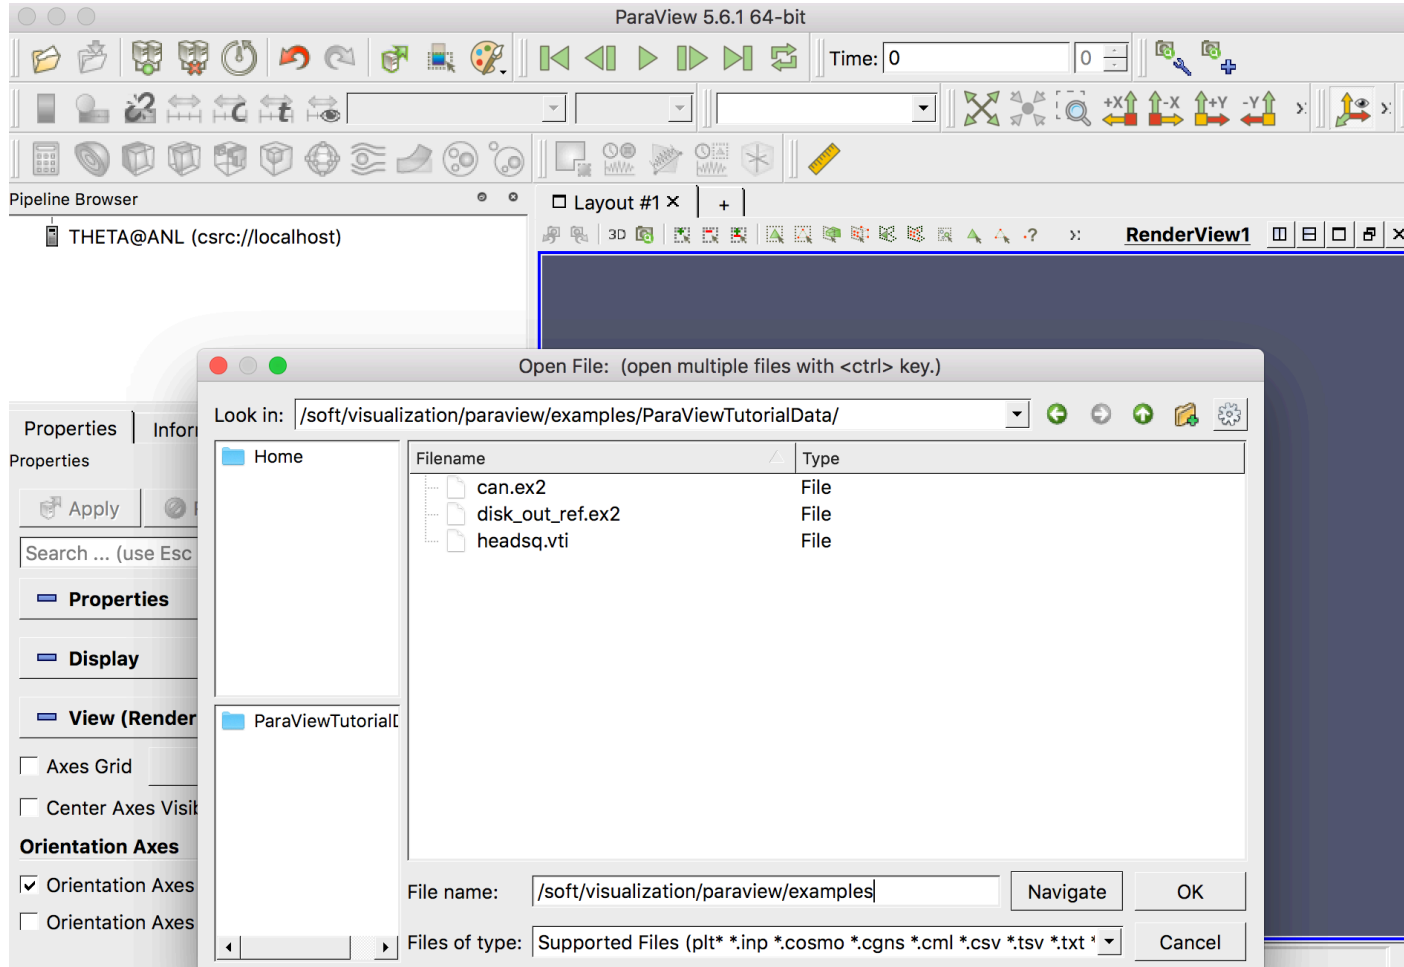 ParaView 5.6.1 64-bit
Time: 0
0
+X -X +Y -Y
Pipeline Browser
Layout #1
+
THETA@ANL (csrc://localhost)
3D
RenderView1
Open File: (open multiple files with <ctrl> key.)
Look in: /soft/visualization/paraview/examples/ParaViewTutorialData/
Properties
Infor
Properties
Home
Filename
Type
can.ex2 File
disk_out_ref.ex2 File
headsq.vti File
Apply
Search ... (use Esc
Properties
Display
View (Render
ParaViewTutorial
Axes Grid
Center Axes Visib
Orientation Axes
Orientation Axes
Orientation Axes
File name: /soft/visualization/paraview/examples Navigate OK
Files of type: Supported Files (plt* *.inp *.cosmo *.cgns *.cml *.csv *.tsv *.txt * Cancel